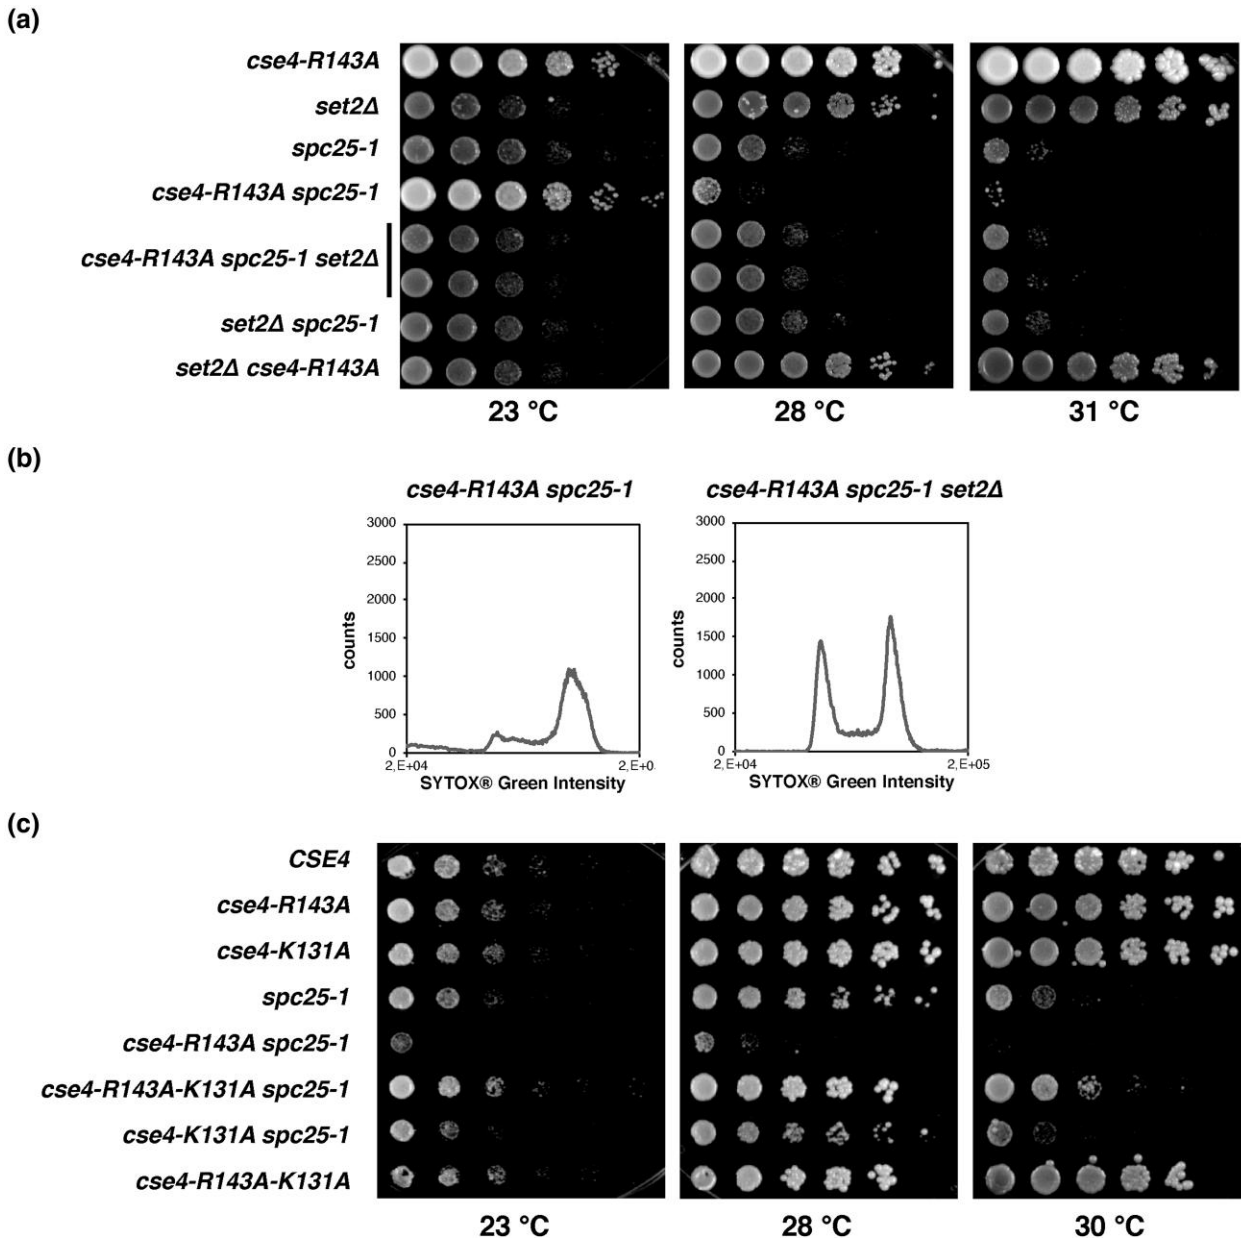 (a)
cse4-R143A
set2Δ
spc25-1
cse4-R143A spc25-1
cse4-R143A spc25-1 set2Δ
set2Δ spc25-1
set2Δ cse4-R143A
23 °C
28 °C
31 °C
(b)
cse4-R143A spc25-1
cse4-R143A spc25-1 set2Δ
3000
2500
2000
1500
1000
500
0
counts
2,E+04
2,E+0
SYTOX® Green Intensity
3000
2500
2000
1500
1000
500
0
counts
2,E+04
2,E+05
SYTOX® Green Intensity
(c)
CSE4
cse4-R143A
cse4-K131A
spc25-1
cse4-R143A spc25-1
cse4-R143A-K131A spc25-1
cse4-K131A spc25-1
cse4-R143A-K131A
23 °C
28 °C
30 °C